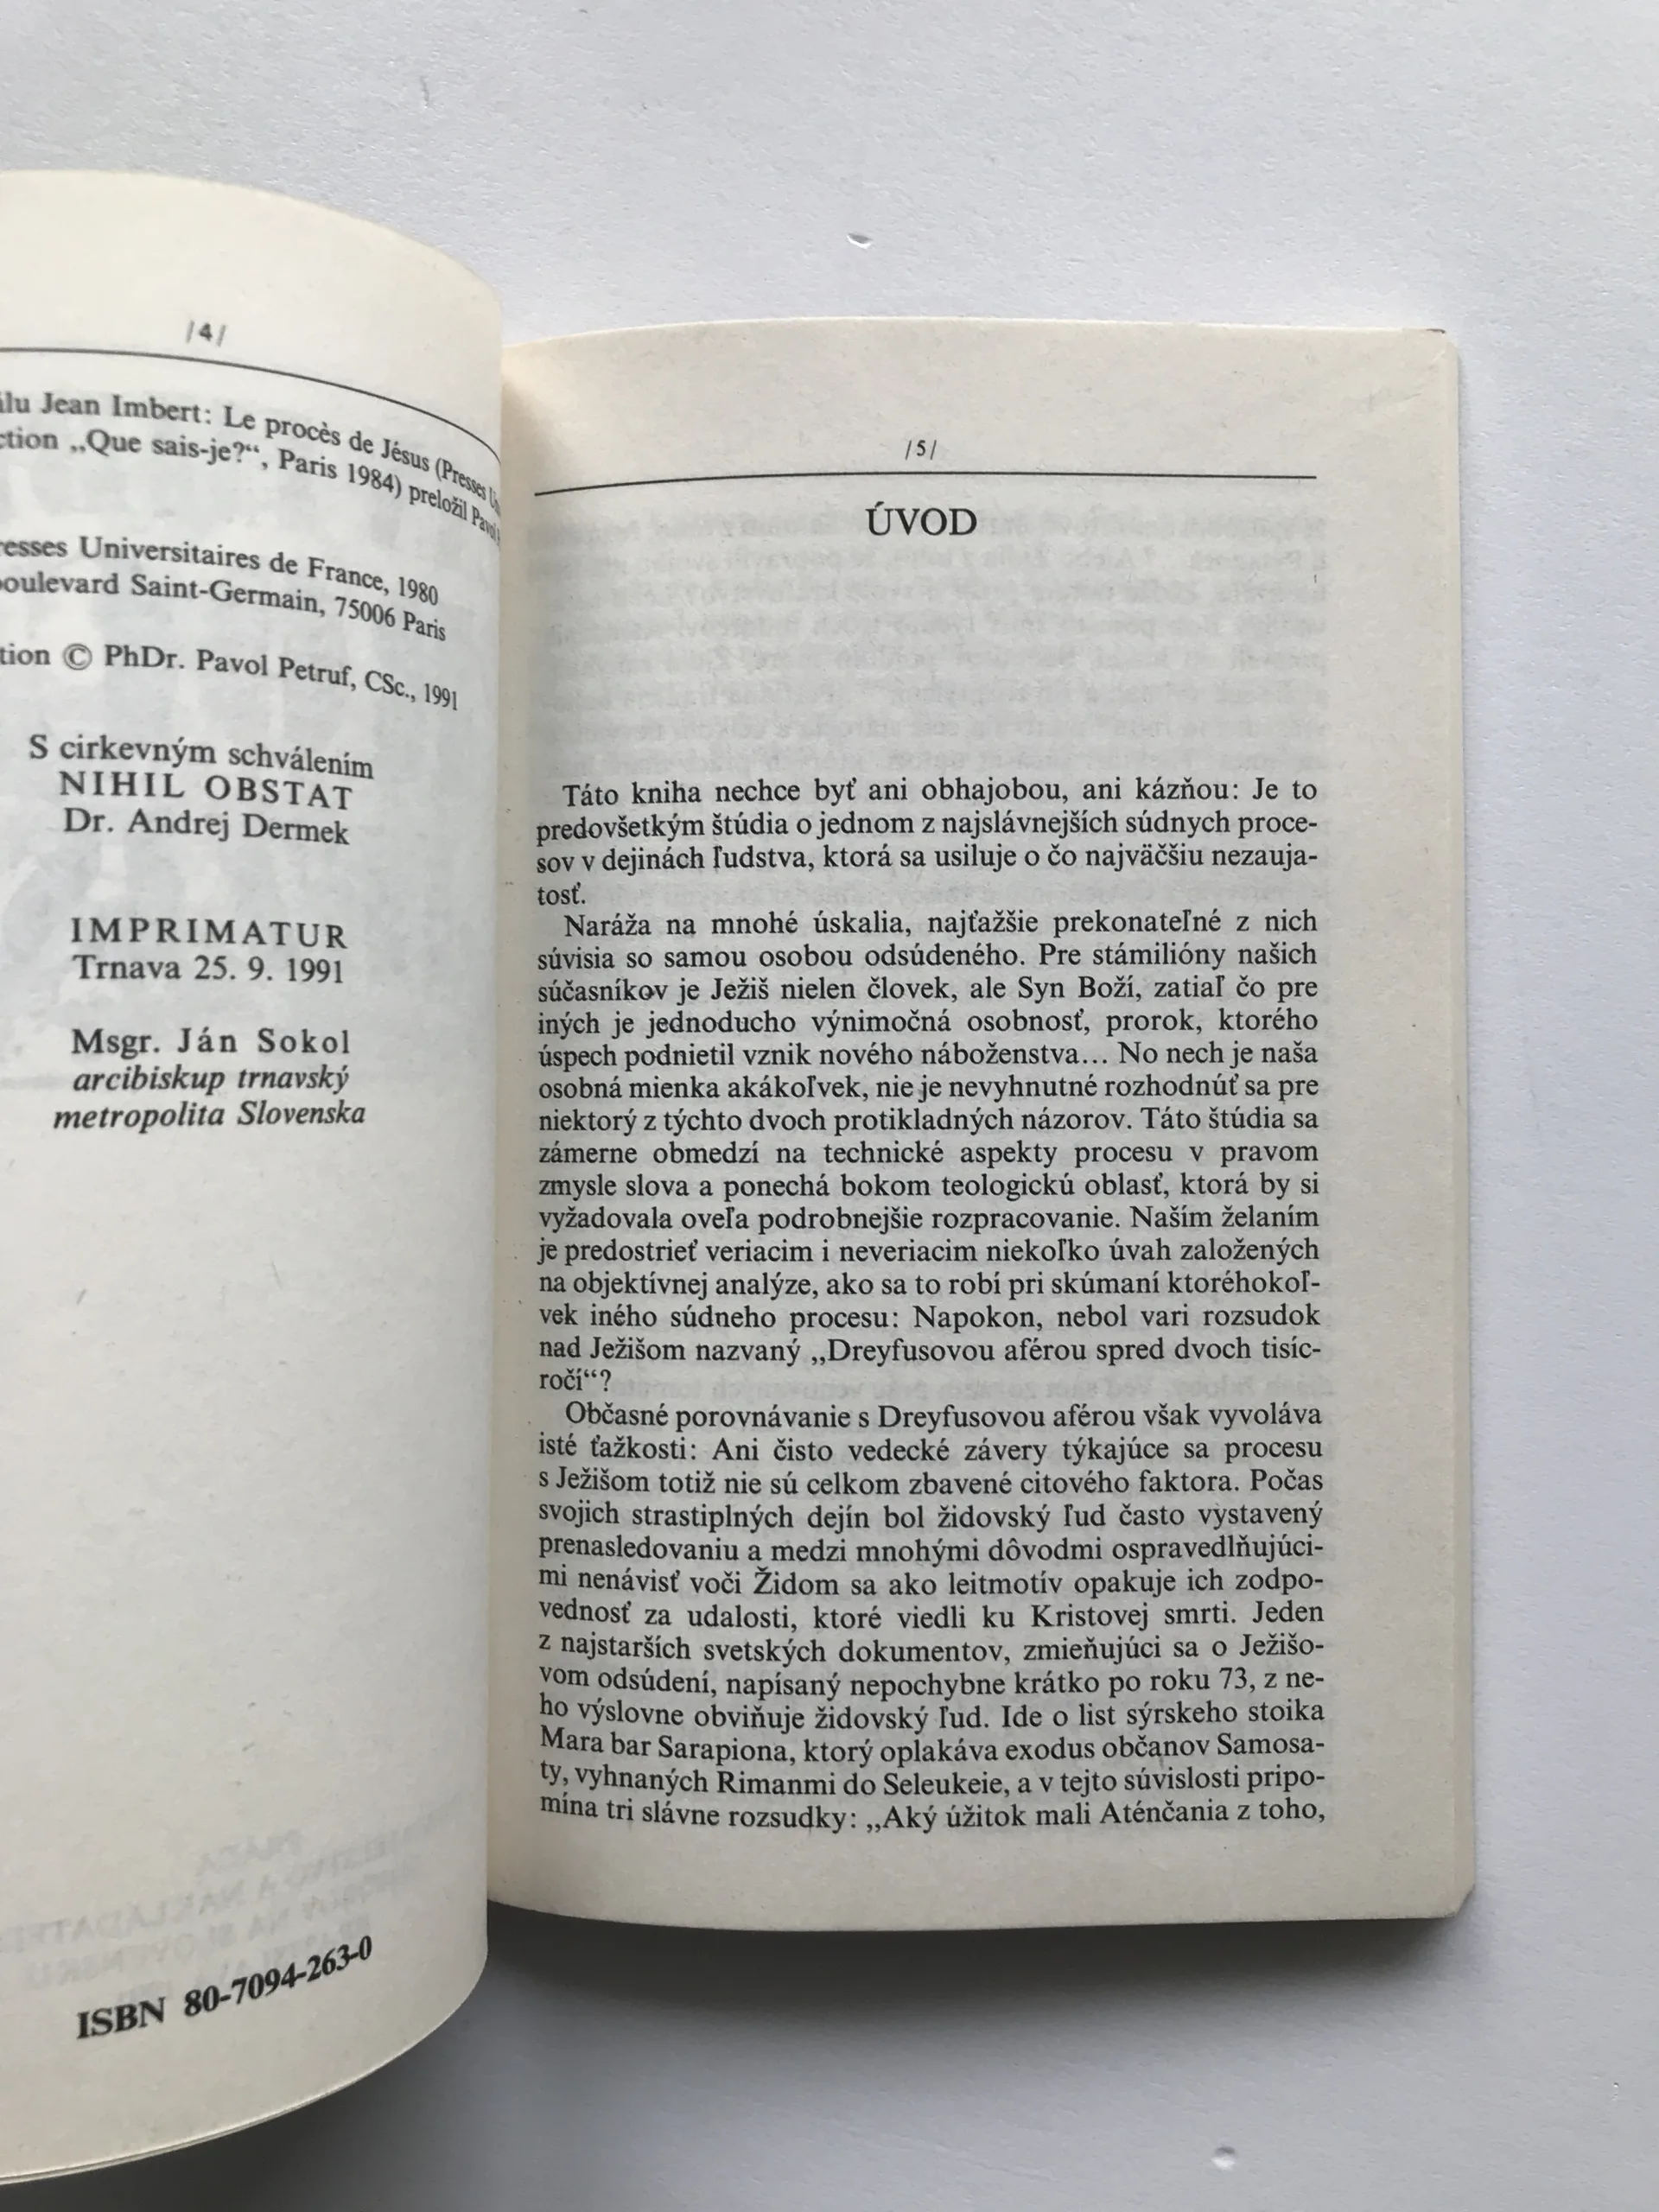 /4/
Jean Imbert: Le procès de Jésus (Presses
„Que sais-je?“, Paris 1984) preložil Pavol
Universitaires de France, 1980
boulevard Saint-Germain, 75006 Paris
© PhDr. Pavol Petruf, CSc., 1991
S cirkevným schválením
NIHIL OBSTAT
Dr. Andrej Dermek
IMPRIMATUR
Trnava 25. 9. 1991
Msgr. Ján Sokol
arcibiskup trnavský
metropolita Slovenska
ISBN 80-7094-263-0
/5/
ÚVOD
Táto kniha nechce byť ani obhajobou, ani kázňou: Je to
predovšetkým štúdia o jednom z najslávnejších súdnych proce-
sov v dejinách ľudstva, ktorá sa usiluje o čo najväčšiu nezauja-
tosť.
Naráža na mnohé úskalia, najťažšie prekonateľné z nich
súvisia so samou osobou odsúdeného. Pre stámilióny našich
súčasníkov je Ježiš nielen človek, ale Syn Boží, zatiaľ čo pre
iných je jednoducho výnimočná osobnosť, prorok, ktorého
úspech podnietil vznik nového náboženstva... No nech je naša
osobná mienka akákoľvek, nie je nevyhnutné rozhodnúť sa pre
niektorý z týchto dvoch protikladných názorov. Táto štúdia sa
zámerne obmedzí na technické aspekty procesu v pravom
zmysle slova a ponechá bokom teologickú oblasť, ktorá by si
vyžadovala oveľa podrobnejšie rozpracovanie. Naším želaním
je predostrieť veriacim i neveriacim niekoľko úvah založených
na objektívnej analýze, ako sa to robí pri skúmaní ktoréhokoľ-
vek iného súdneho procesu: Napokon, nebol vari rozsudok
nad Ježišom nazvaný „Dreyfusovou aférou spred dvoch tisíc-
ročí“?
Občasné porovnávanie s Dreyfusovou aférou však vyvoláva
isté ťažkosti: Ani čisto vedecké závery týkajúce sa procesu
s Ježišom totiž nie sú celkom zbavené citového faktora. Počas
svojich strastiplných dejín bol židovský ľud často vystavený
prenasledovaniu a medzi mnohými dôvodmi ospravedlňujúci-
mi nenávisť voči Židom sa ako leitmotív opakuje ich zodpo-
vednosť za udalosti, ktoré viedli ku Kristovej smrti. Jeden
z najstarších svetských dokumentov, zmieňujúci sa o Ježišo-
vom odsúdení, napísaný nepochybne krátko po roku 73, z ne-
ho výslovne obviňuje židovský ľud. Ide o list sýrskeho stoika
Mara bar Sarapiona, ktorý oplakáva exodus občanov Samosa-
ty, vyhnaných Rimanmi do Seleukeie, a v tejto súvislosti pripo-
mína tri slávne rozsudky: „Aký úžitok mali Aténčania z toho,